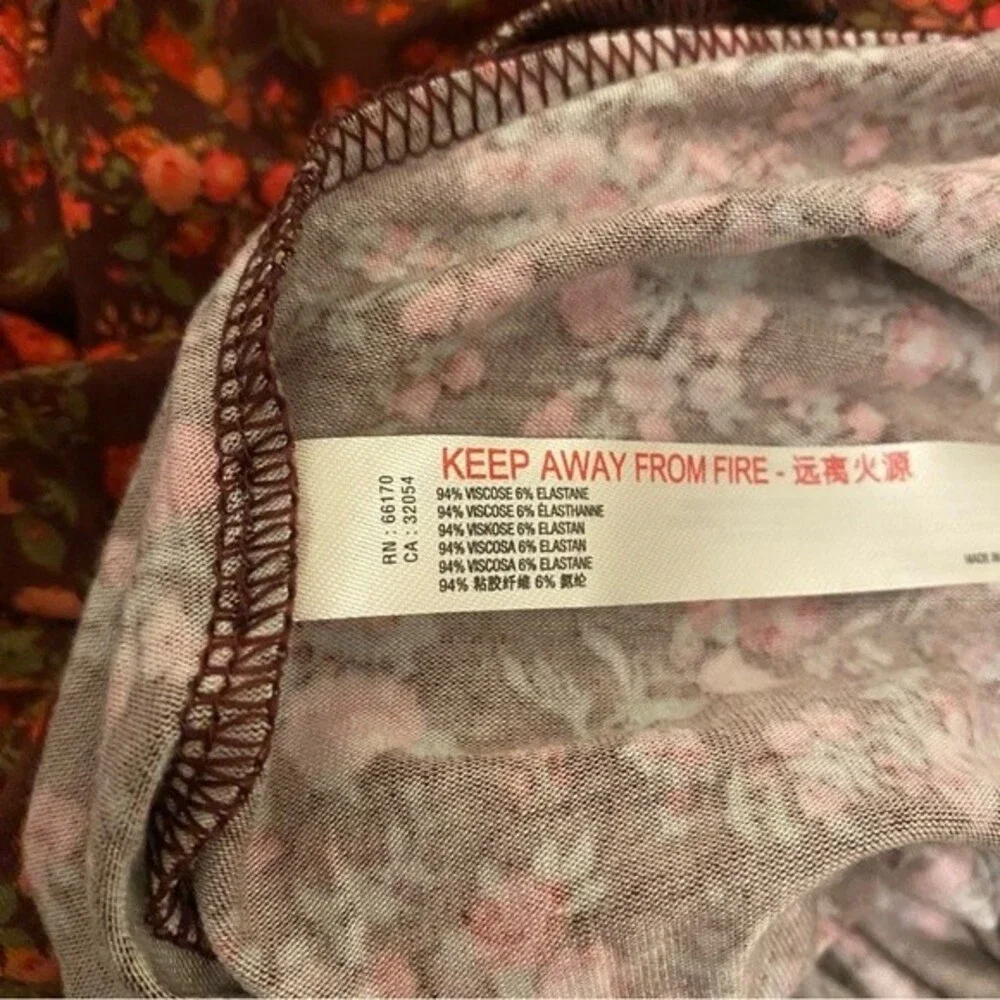 KEEP AWAY FROM FIRE - 远离火源
RN : 66170
CA : 32054
94% VISCOSE 6% ELASTANE
94% VISCOSE 6% ÉLASTHANNE
94% VISKOSE 6% ELASTAN
94% VISCOSA 6% ELASTAN
94% VISCOSA 6% ELASTANE
94% 粘胶纤维 6% 氨纶
MADE IN